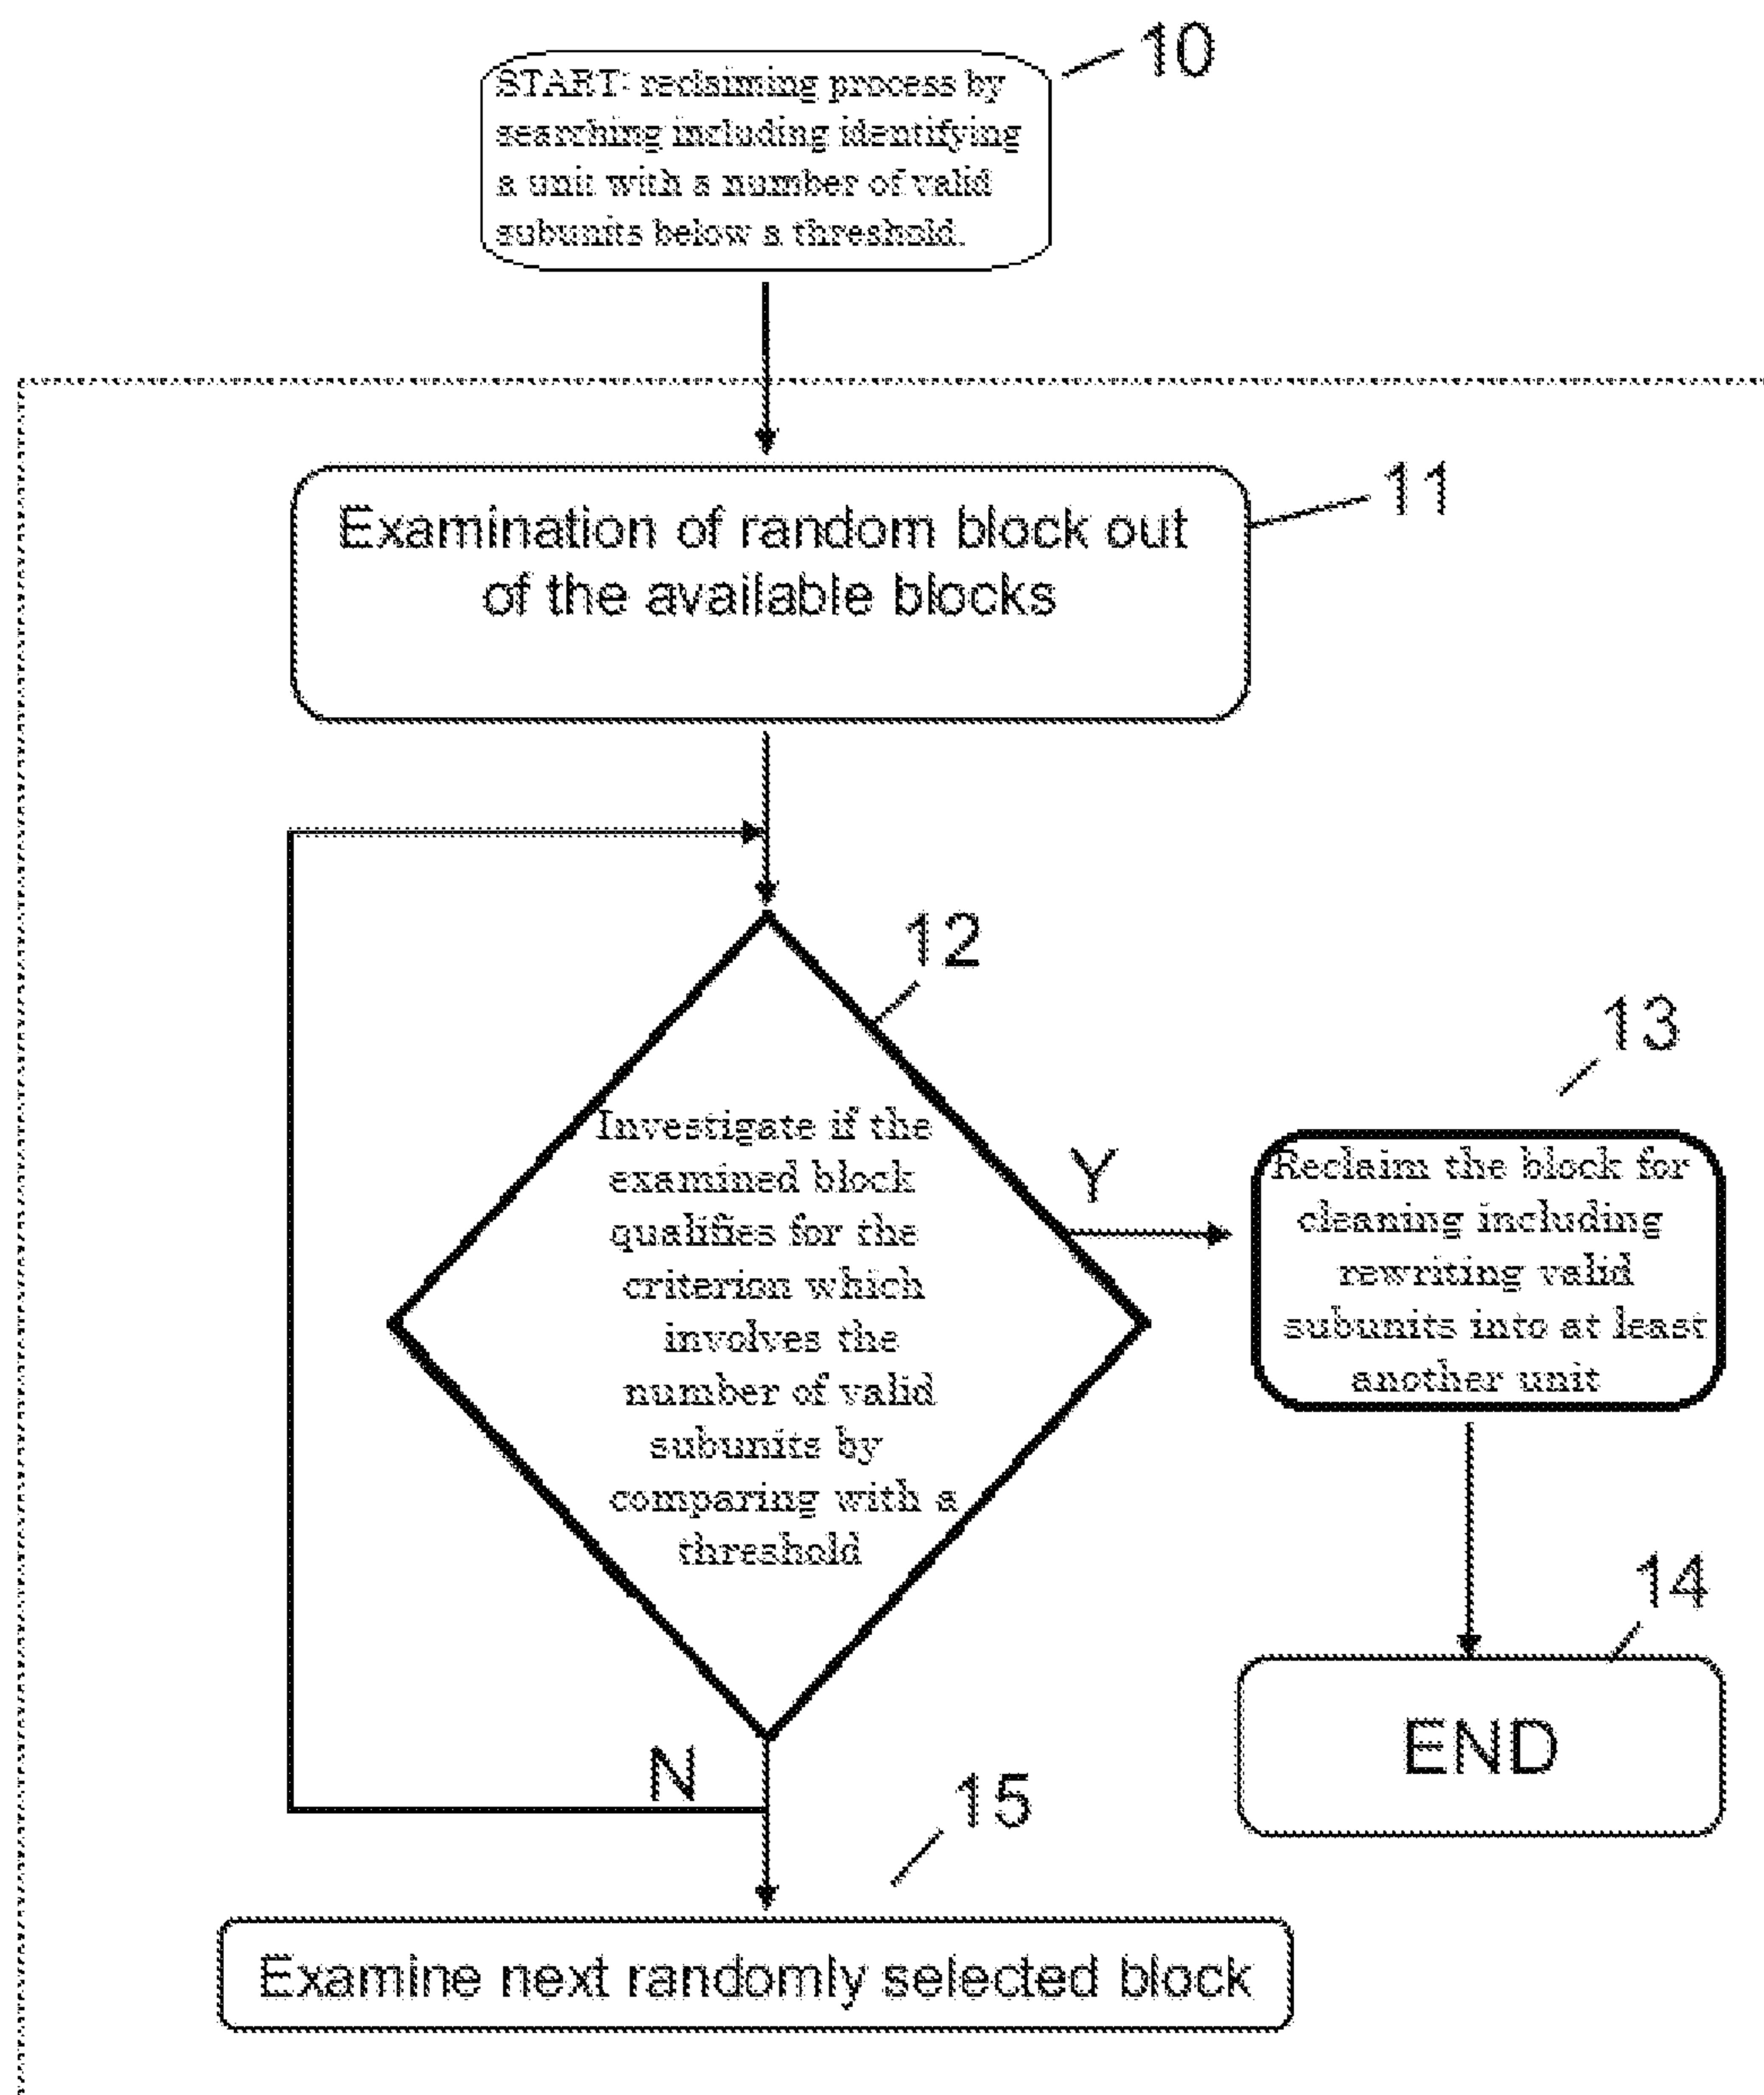 10
START: reclaiming process by
searching including identifying
a unit with a number of valid
subunits below a threshold.
11
Examination of random block out
of the available blocks
12
Investigate if the
examined block
qualifies for the
criterion which
involves the
number of valid
subunits by
comparing with a
threshold
Y
13
Reclaim the block for
cleaning including
rewriting valid
subunits into at least
another unit
14
END
N
15
Examine next randomly selected block